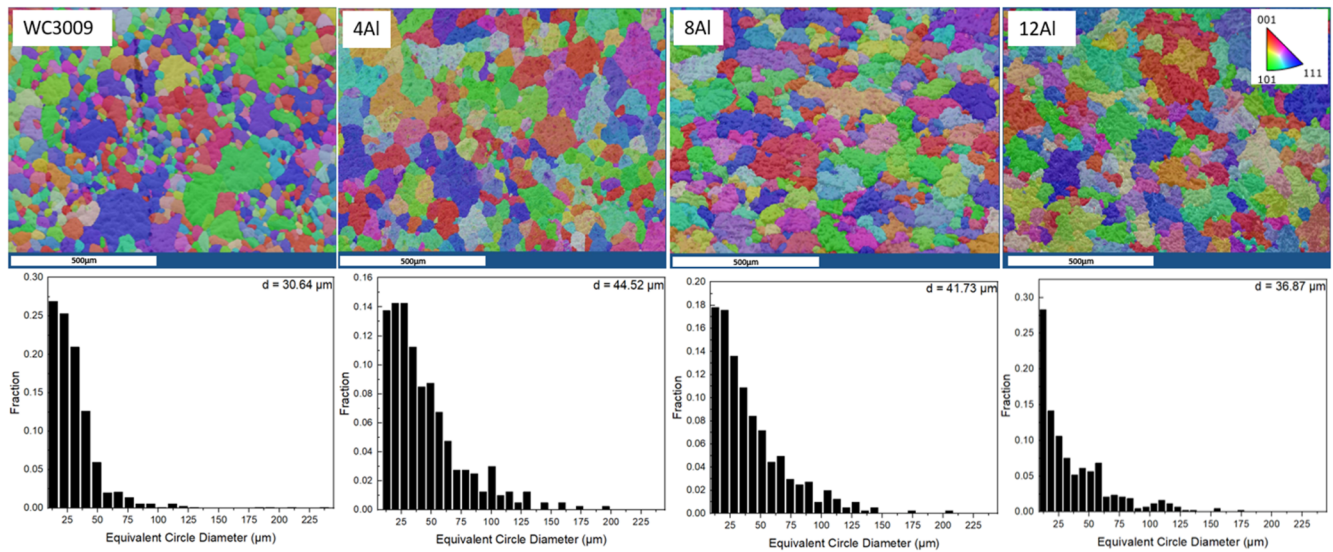 WC3009
4Al
8Al
12Al
001
101
111
500μm
500μm
500μm
500μm
d = 30.64 μm
0.30
0.25
0.20
0.15
0.10
0.05
0.00
Fraction
25 50 75 100 125 150 175 200 225
Equivalent Circle Diameter (μm)
d = 44.52 μm
0.16
0.14
0.12
0.10
0.08
0.06
0.04
0.02
0.00
Fraction
25 50 75 100 125 150 175 200 225
Equivalent Circle Diameter (μm)
d = 41.73 μm
0.20
0.18
0.16
0.14
0.12
0.10
0.08
0.06
0.04
0.02
0.00
Fraction
25 50 75 100 125 150 175 200 225
Equivalent Circle Diameter (μm)
d = 36.87 μm
0.30
0.25
0.20
0.15
0.10
0.05
0.00
Fraction
25 50 75 100 125 150 175 200 225
Equivalent Circle Diameter (μm)